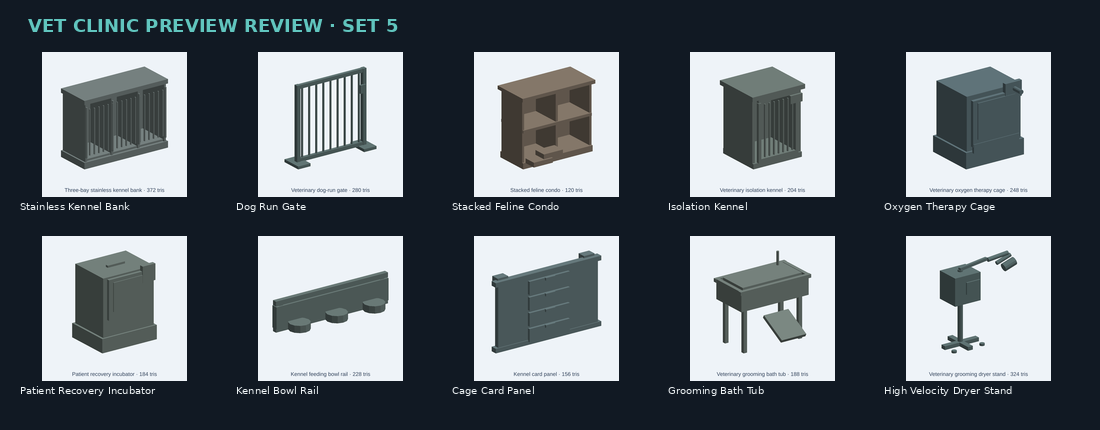 VET CLINIC PREVIEW REVIEW · SET 5
Three-bay stainless kennel bank · 372 tris
Veterinary dog-run gate · 280 tris
Stacked feline condo · 120 tris
Veterinary isolation kennel · 204 tris
Veterinary oxygen therapy cage · 248 tris
Stainless Kennel Bank
Dog Run Gate
Stacked Feline Condo
Isolation Kennel
Oxygen Therapy Cage
Patient recovery incubator · 184 tris
Kennel feeding bowl rail · 228 tris
Kennel card panel · 156 tris
Veterinary grooming bath tub · 188 tris
Veterinary grooming dryer stand · 324 tris
Patient Recovery Incubator
Kennel Bowl Rail
Cage Card Panel
Grooming Bath Tub
High Velocity Dryer Stand